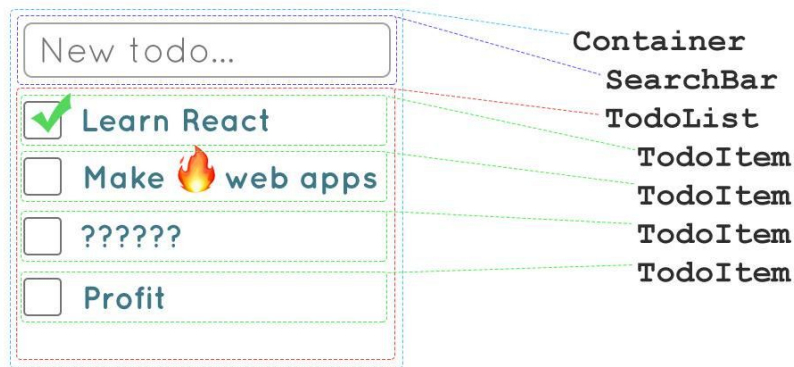 New todo...
Learn React
Make 🔥 web apps
??????
Profit
Container
SearchBar
TodoList
TodoItem
TodoItem
TodoItem
TodoItem